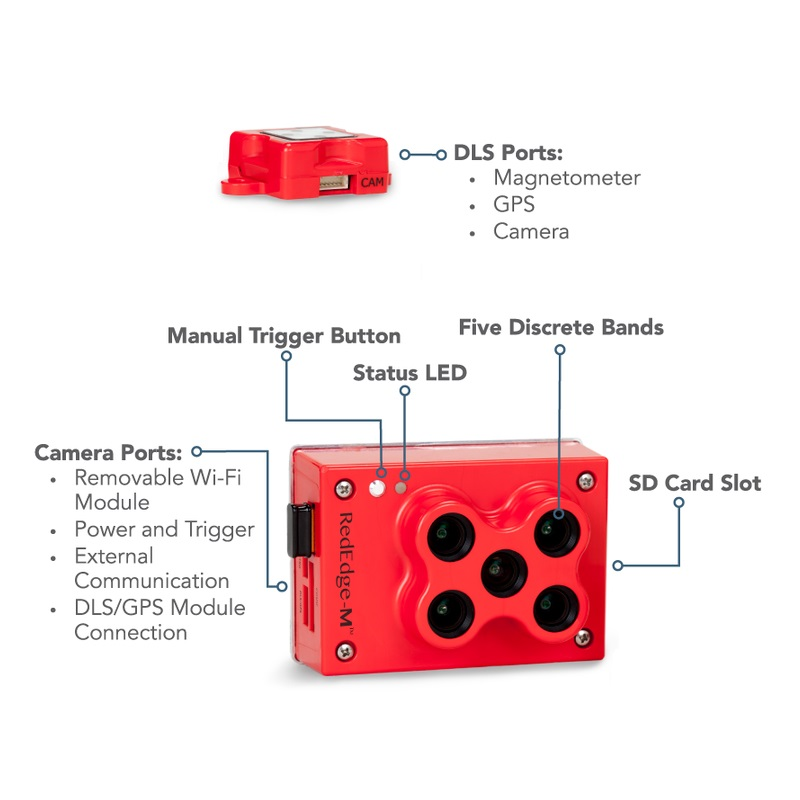 CAM
DLS Ports:
• Magnetometer
• GPS
• Camera
Manual Trigger Button
Five Discrete Bands
Status LED
Camera Ports:
• Removable Wi-Fi
Module
• Power and Trigger
• External
Communication
• DLS/GPS Module
Connection
SD Card Slot
RedEdge-M™